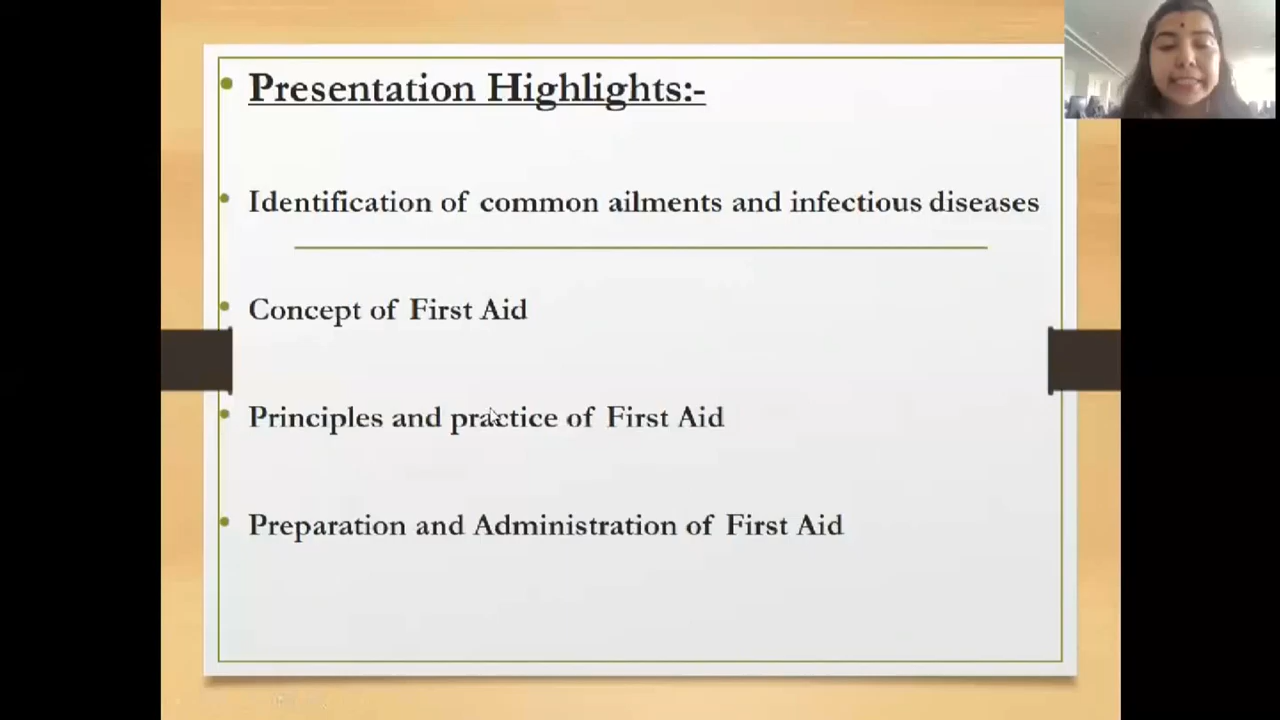 Presentation Highlights:-
Identification of common ailments and infectious diseases
Concept of First Aid
Principles and practice of First Aid
Preparation and Administration of First Aid